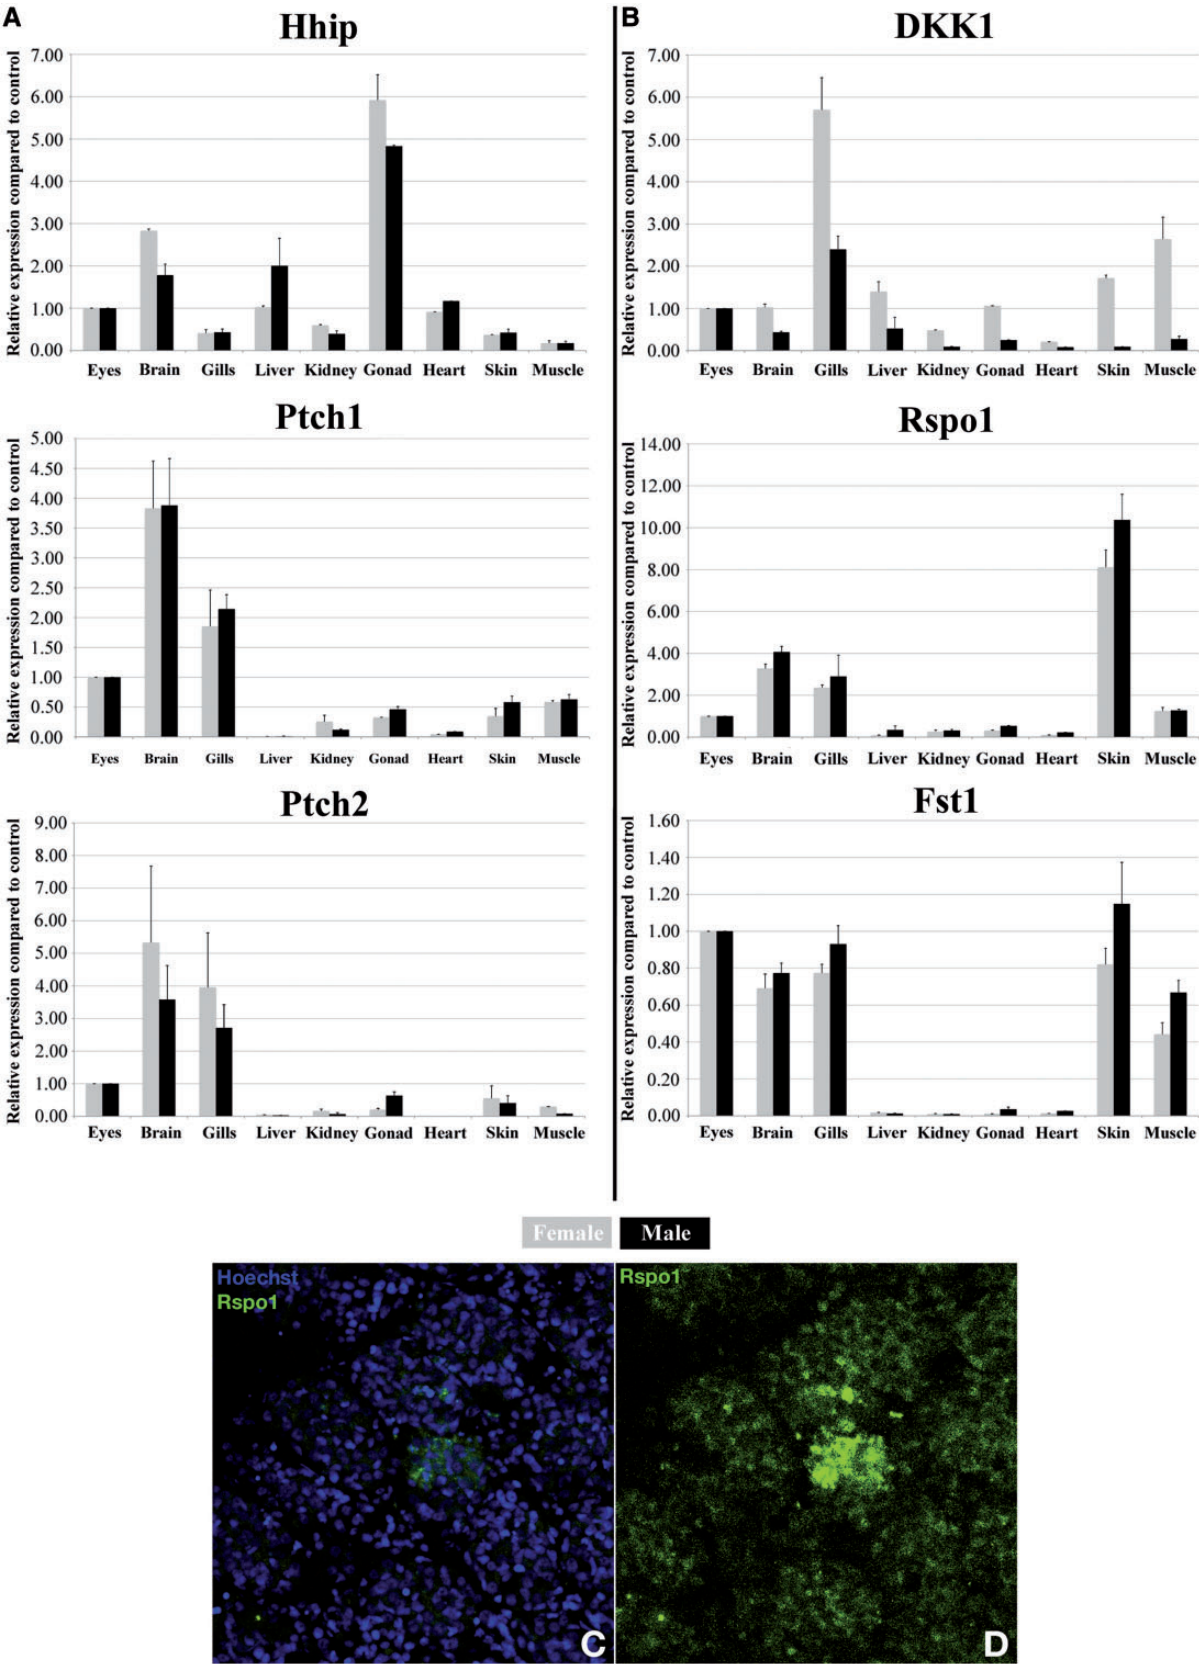 A
Hhip
Relative expression compared to control
7.00
6.00
5.00
4.00
3.00
2.00
1.00
0.00
Eyes Brain Gills Liver Kidney Gonad Heart Skin Muscle
Ptch1
Relative expression compared to control
5.00
4.50
4.00
3.50
3.00
2.50
2.00
1.50
1.00
0.50
0.00
Eyes Brain Gills Liver Kidney Gonad Heart Skin Muscle
Ptch2
Relative expression compared to control
9.00
8.00
7.00
6.00
5.00
4.00
3.00
2.00
1.00
0.00
Eyes Brain Gills Liver Kidney Gonad Heart Skin Muscle
B
DKK1
Relative expression compared to control
7.00
6.00
5.00
4.00
3.00
2.00
1.00
0.00
Eyes Brain Gills Liver Kidney Gonad Heart Skin Muscle
Rspo1
Relative expression compared to control
14.00
12.00
10.00
8.00
6.00
4.00
2.00
0.00
Eyes Brain Gills Liver Kidney Gonad Heart Skin Muscle
Fst1
Relative expression compared to control
1.60
1.40
1.20
1.00
0.80
0.60
0.40
0.20
0.00
Eyes Brain Gills Liver Kidney Gonad Heart Skin Muscle
Female Male
Hoechst
Rspo1
C
Rspo1
D